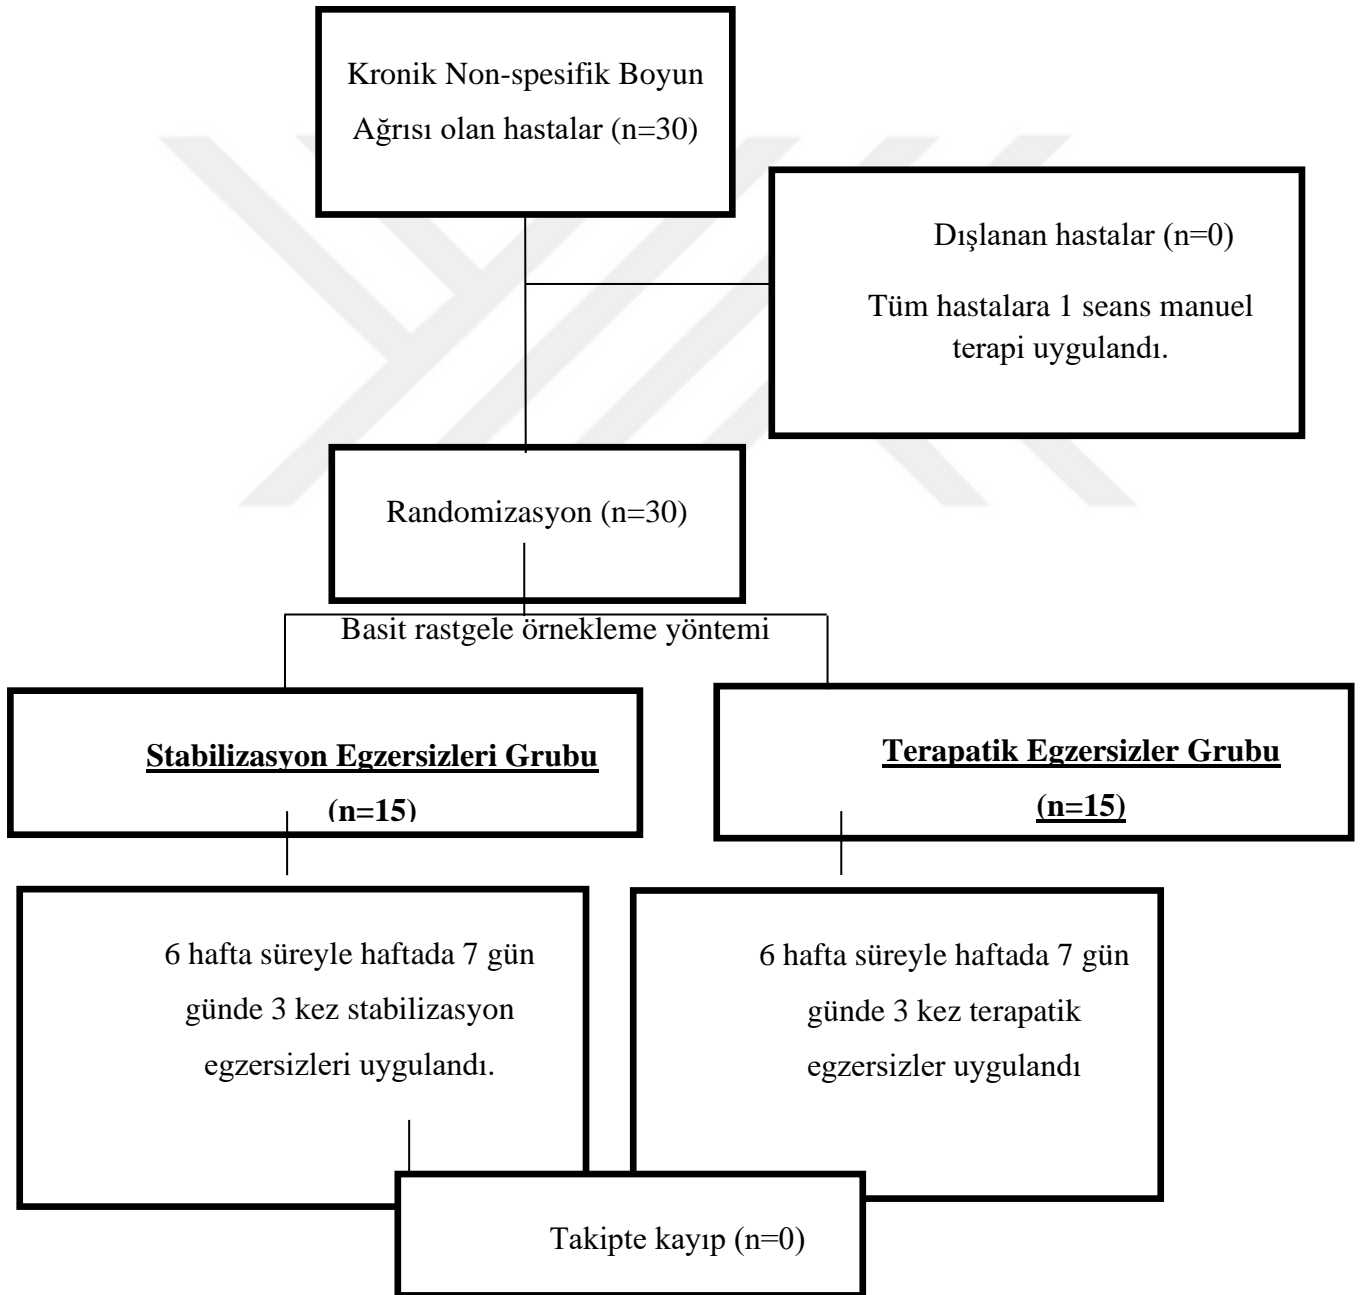 Kronik Non-spesifik Boyun
Ağrısı olan hastalar (n=30)
Dışlanan hastalar (n=0)
Tüm hastalara 1 seans manuel
terapi uygulandı.
Randomizasyon (n=30)
Basit rastgele örnekleme yöntemi
Stabilizasyon Egzersizleri Grubu
(n=15)
Terapatik Egzersizler Grubu
(n=15)
6 hafta süreyle haftada 7 gün
günde 3 kez stabilizasyon
egzersizleri uygulandı.
6 hafta süreyle haftada 7 gün
günde 3 kez terapatik
egzersizler uygulandı
Takipte kayıp (n=0)